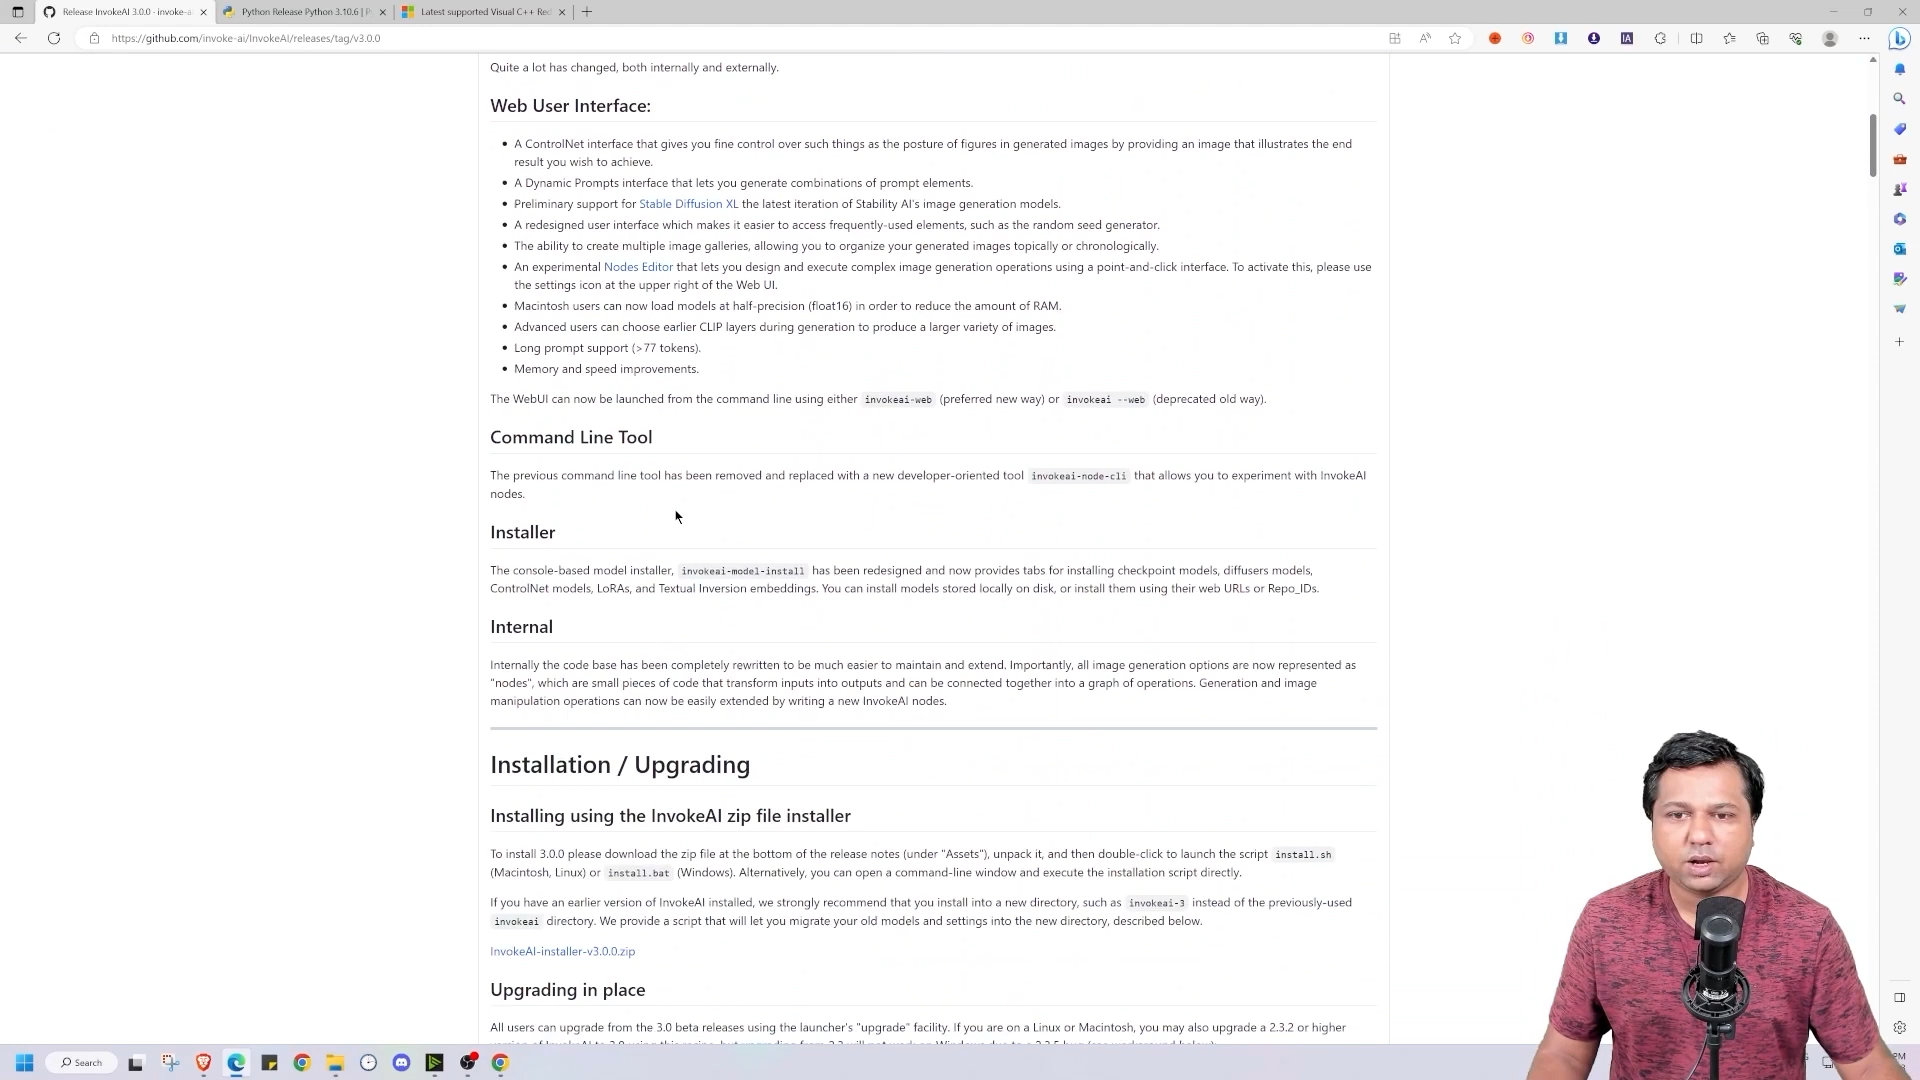 Release InvokeAI 3.0.0 · invoke-a
Python Release Python 3.10.6 |
Latest supported Visual C++ Red
https://github.com/invoke-ai/InvokeAI/releases/tag/v3.0.0
Quite a lot has changed, both internally and externally.
Web User Interface:
• A ControlNet interface that gives you fine control over such things as the posture of figures in generated images by providing an image that illustrates the end
result you wish to achieve.
• A Dynamic Prompts interface that lets you generate combinations of prompt elements.
• Preliminary support for Stable Diffusion XL the latest iteration of Stability AI's image generation models.
• A redesigned user interface which makes it easier to access frequently-used elements, such as the random seed generator.
• The ability to create multiple image galleries, allowing you to organize your generated images topically or chronologically.
• An experimental Nodes Editor that lets you design and execute complex image generation operations using a point-and-click interface. To activate this, please use
the settings icon at the upper right of the Web UI.
• Macintosh users can now load models at half-precision (float16) in order to reduce the amount of RAM.
• Advanced users can choose earlier CLIP layers during generation to produce a larger variety of images.
• Long prompt support (>77 tokens).
• Memory and speed improvements.
The WebUI can now be launched from the command line using either invokeai-web (preferred new way) or invokeai --web (deprecated old way).
Command Line Tool
The previous command line tool has been removed and replaced with a new developer-oriented tool invokeai-node-cli that allows you to experiment with InvokeAI
nodes.
Installer
The console-based model installer, invokeai-model-install has been redesigned and now provides tabs for installing checkpoint models, diffusers models,
ControlNet models, LoRAs, and Textual Inversion embeddings. You can install models stored locally on disk, or install them using their web URLs or Repo_IDs.
Internal
Internally the code base has been completely rewritten to be much easier to maintain and extend. Importantly, all image generation options are now represented as
"nodes", which are small pieces of code that transform inputs into outputs and can be connected together into a graph of operations. Generation and image
manipulation operations can now be easily extended by writing a new InvokeAI nodes.
Installation / Upgrading
Installing using the InvokeAI zip file installer
To install 3.0.0 please download the zip file at the bottom of the release notes (under "Assets"), unpack it, and then double-click to launch the script install.sh
(Macintosh, Linux) or install.bat (Windows). Alternatively, you can open a command-line window and execute the installation script directly.
If you have an earlier version of InvokeAI installed, we strongly recommend that you install into a new directory, such as invokeai-3 instead of the previously-used
invokeai directory. We provide a script that will let you migrate your old models and settings into the new directory, described below.
InvokeAI-installer-v3.0.0.zip
Upgrading in place
All users can upgrade from the 3.0 beta releases using the launcher's "upgrade" facility. If you are on a Linux or Macintosh, you may also upgrade a 2.3.2 or higher
Search